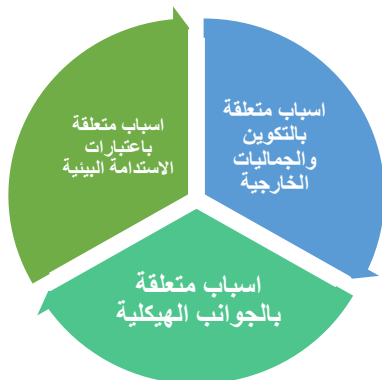 اسباب متعلقة
بالتكوين
والجماليات
الخارجية
اسباب متعلقة
بالجوانب الهيكلية
اسباب متعلقة
باعتبارات
الاستدامة البيئية